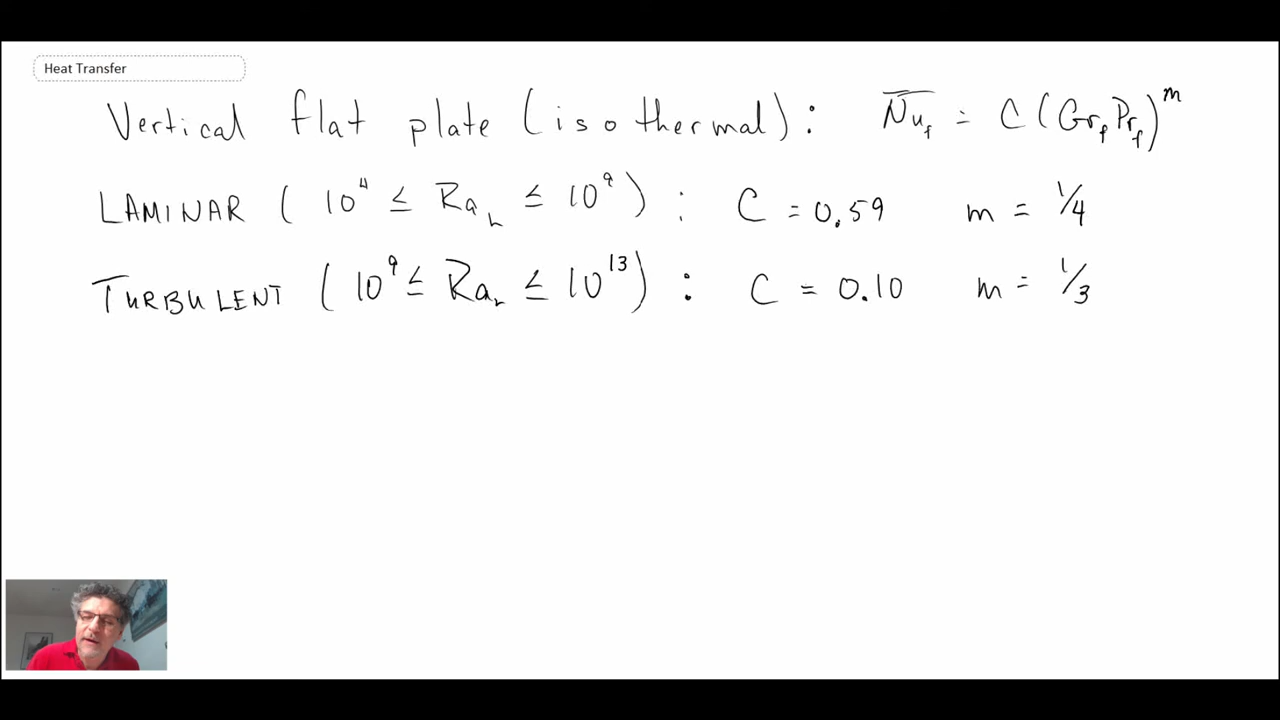 Heat Transfer
Vertical flat plate (isothermal): N̅u̅_f = C(Gr_f Pr_f)^m
LAMINAR (10^4 ≤ Ra_L ≤ 10^9): C = 0.59 m = 1/4
TURBULENT (10^9 ≤ Ra_L ≤ 10^13): C = 0.10 m = 1/3